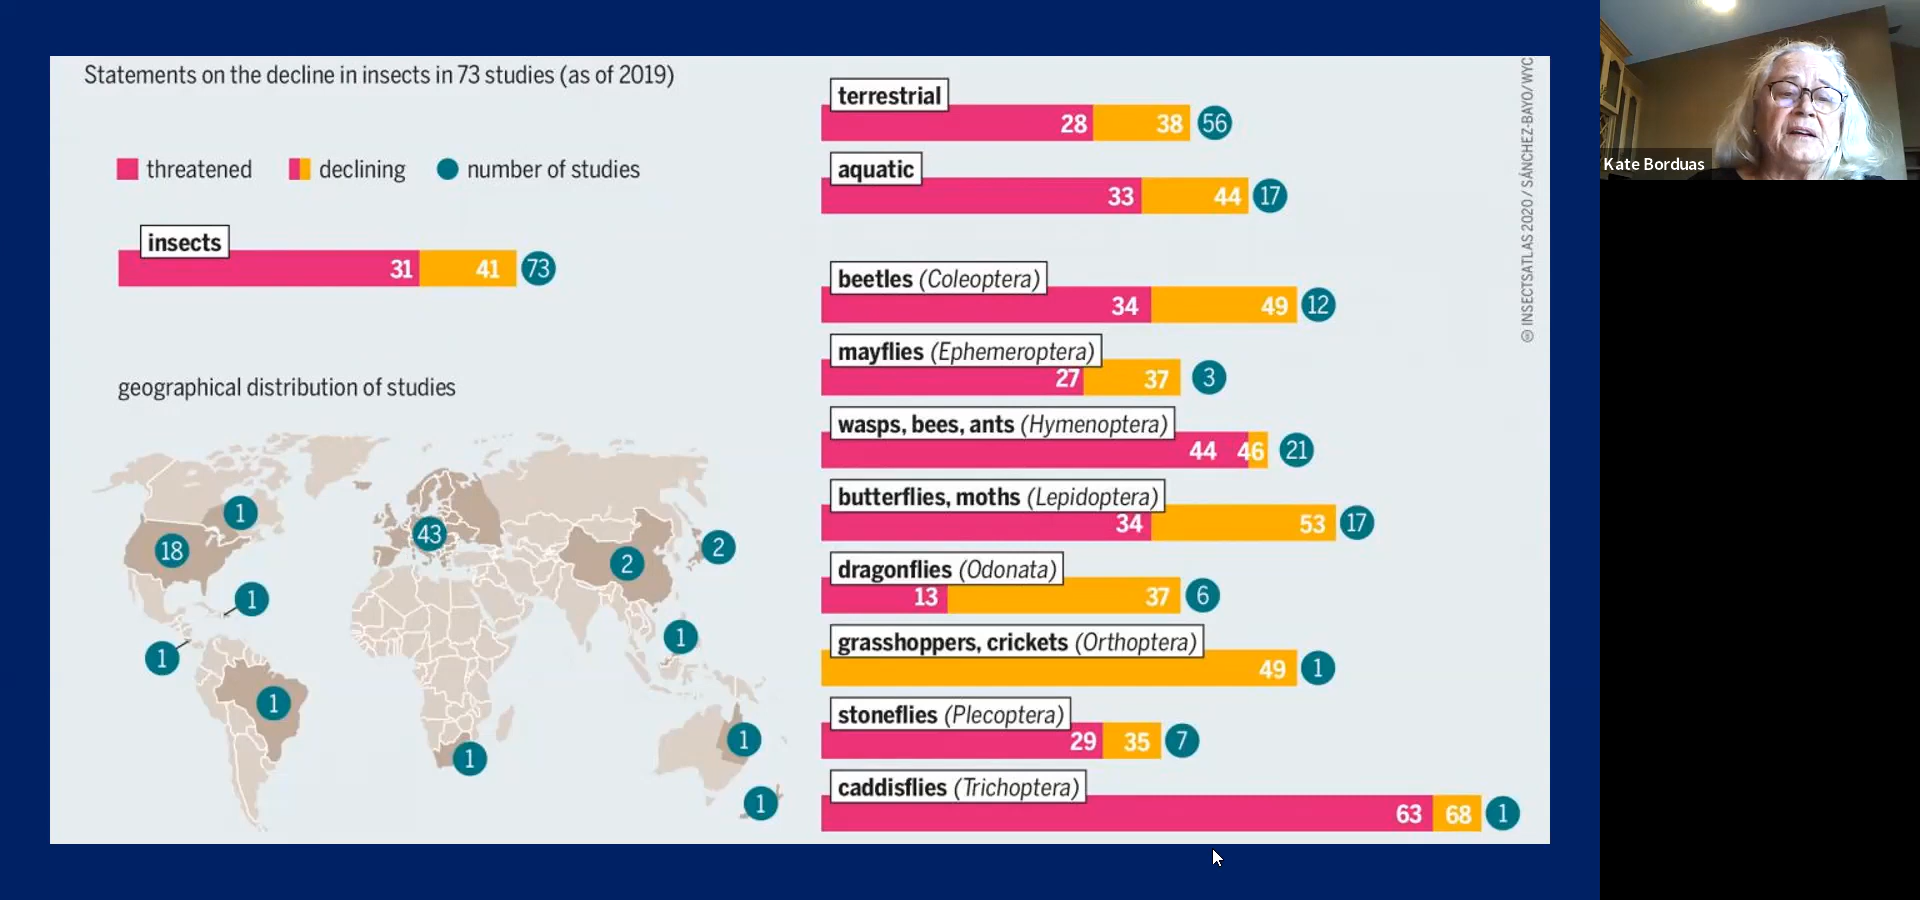 Statements on the decline in insects in 73 studies (as of 2019)
threatened declining number of studies
insects
31 41 73
geographical distribution of studies
1
18
43
2
2
1
1
1
1
1
1
1
terrestrial
28 38 56
aquatic
33 44 17
beetles (Coleoptera)
34 49 12
mayflies (Ephemeroptera)
27 37 3
wasps, bees, ants (Hymenoptera)
44 46 21
butterflies, moths (Lepidoptera)
34 53 17
dragonflies (Odonata)
13 37 6
grasshoppers, crickets (Orthoptera)
49 1
stoneflies (Plecoptera)
29 35 7
caddisflies (Trichoptera)
63 68 1
© INSECTSATLAS 2020 / SÁNCHEZ-BAYO/WYC
Kate Borduas